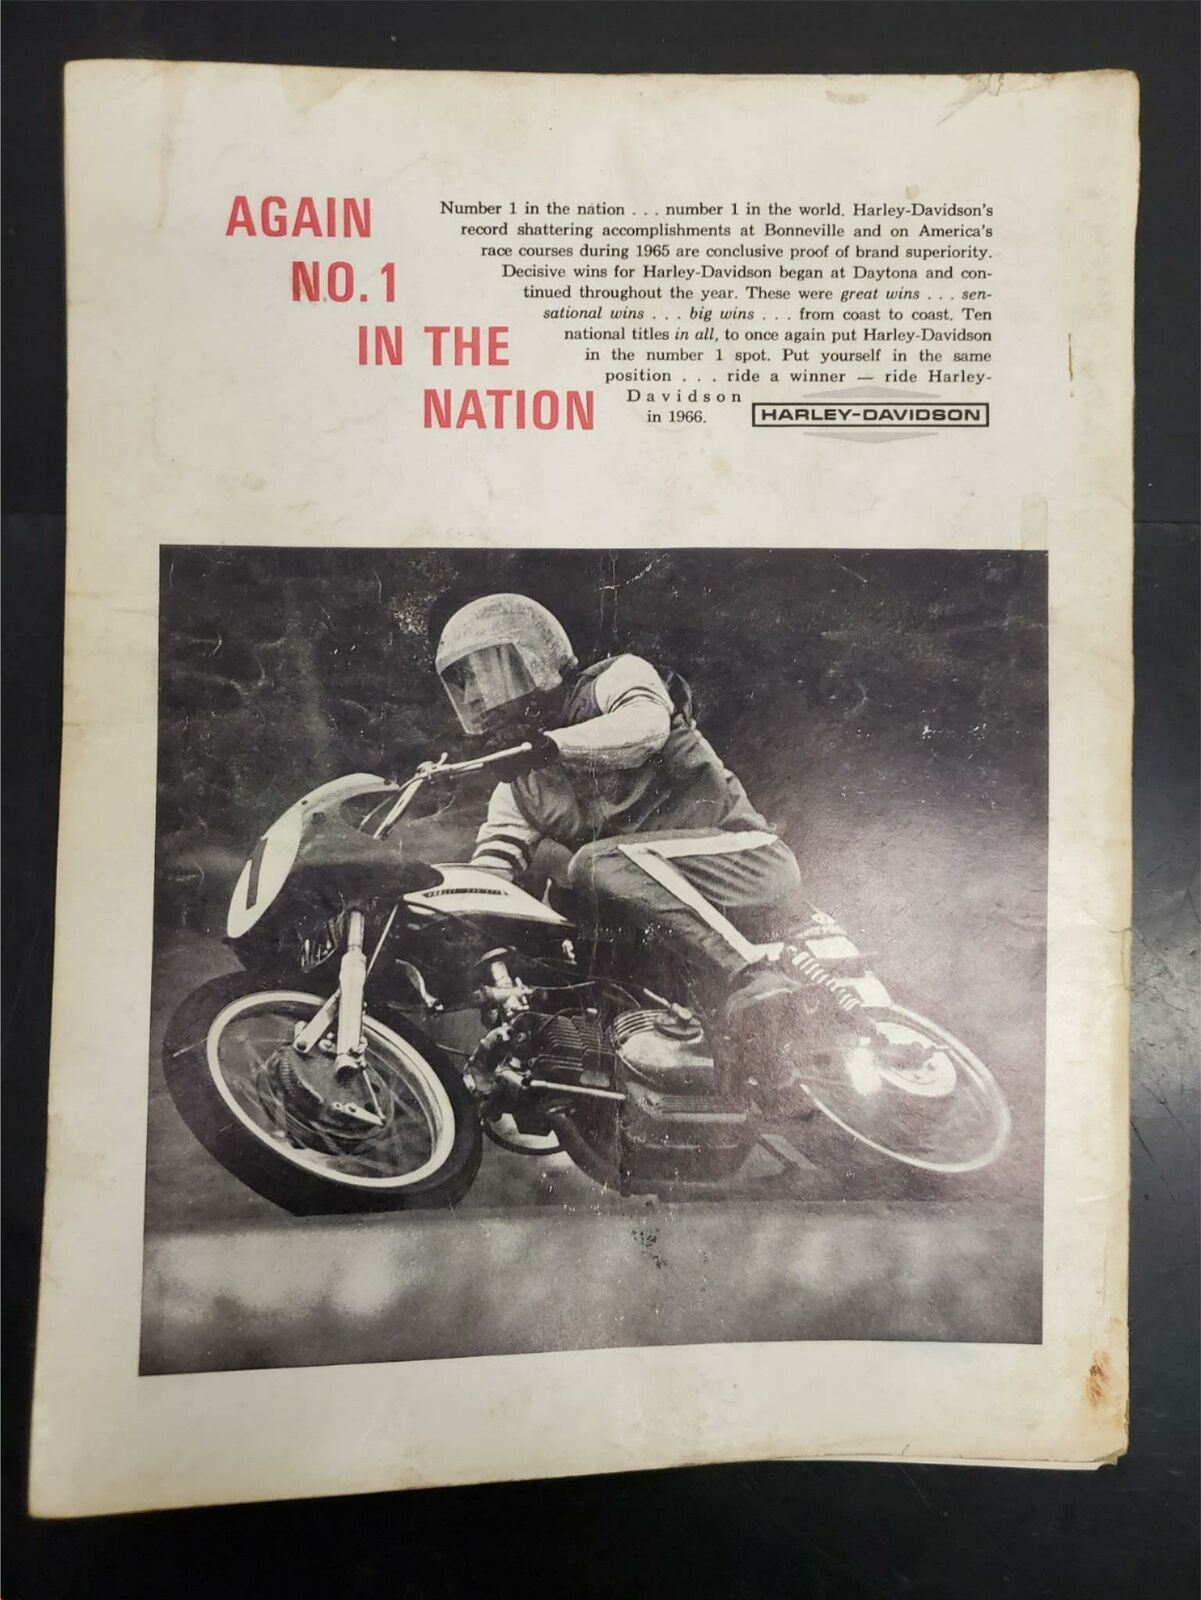 AGAIN
NO. 1
IN THE
NATION
Number 1 in the nation . . . number 1 in the world. Harley-Davidson's
record shattering accomplishments at Bonneville and on America's
race courses during 1965 are conclusive proof of brand superiority.
Decisive wins for Harley-Davidson began at Daytona and con-
tinued throughout the year. These were great wins . . . sen-
sational wins . . . big wins . . . from coast to coast. Ten
national titles in all, to once again put Harley-Davidson
in the number 1 spot. Put yourself in the same
position . . . ride a winner — ride Harley-
Davidson
in 1966.
HARLEY-DAVIDSON
1
HARLEY-DAVIDSON